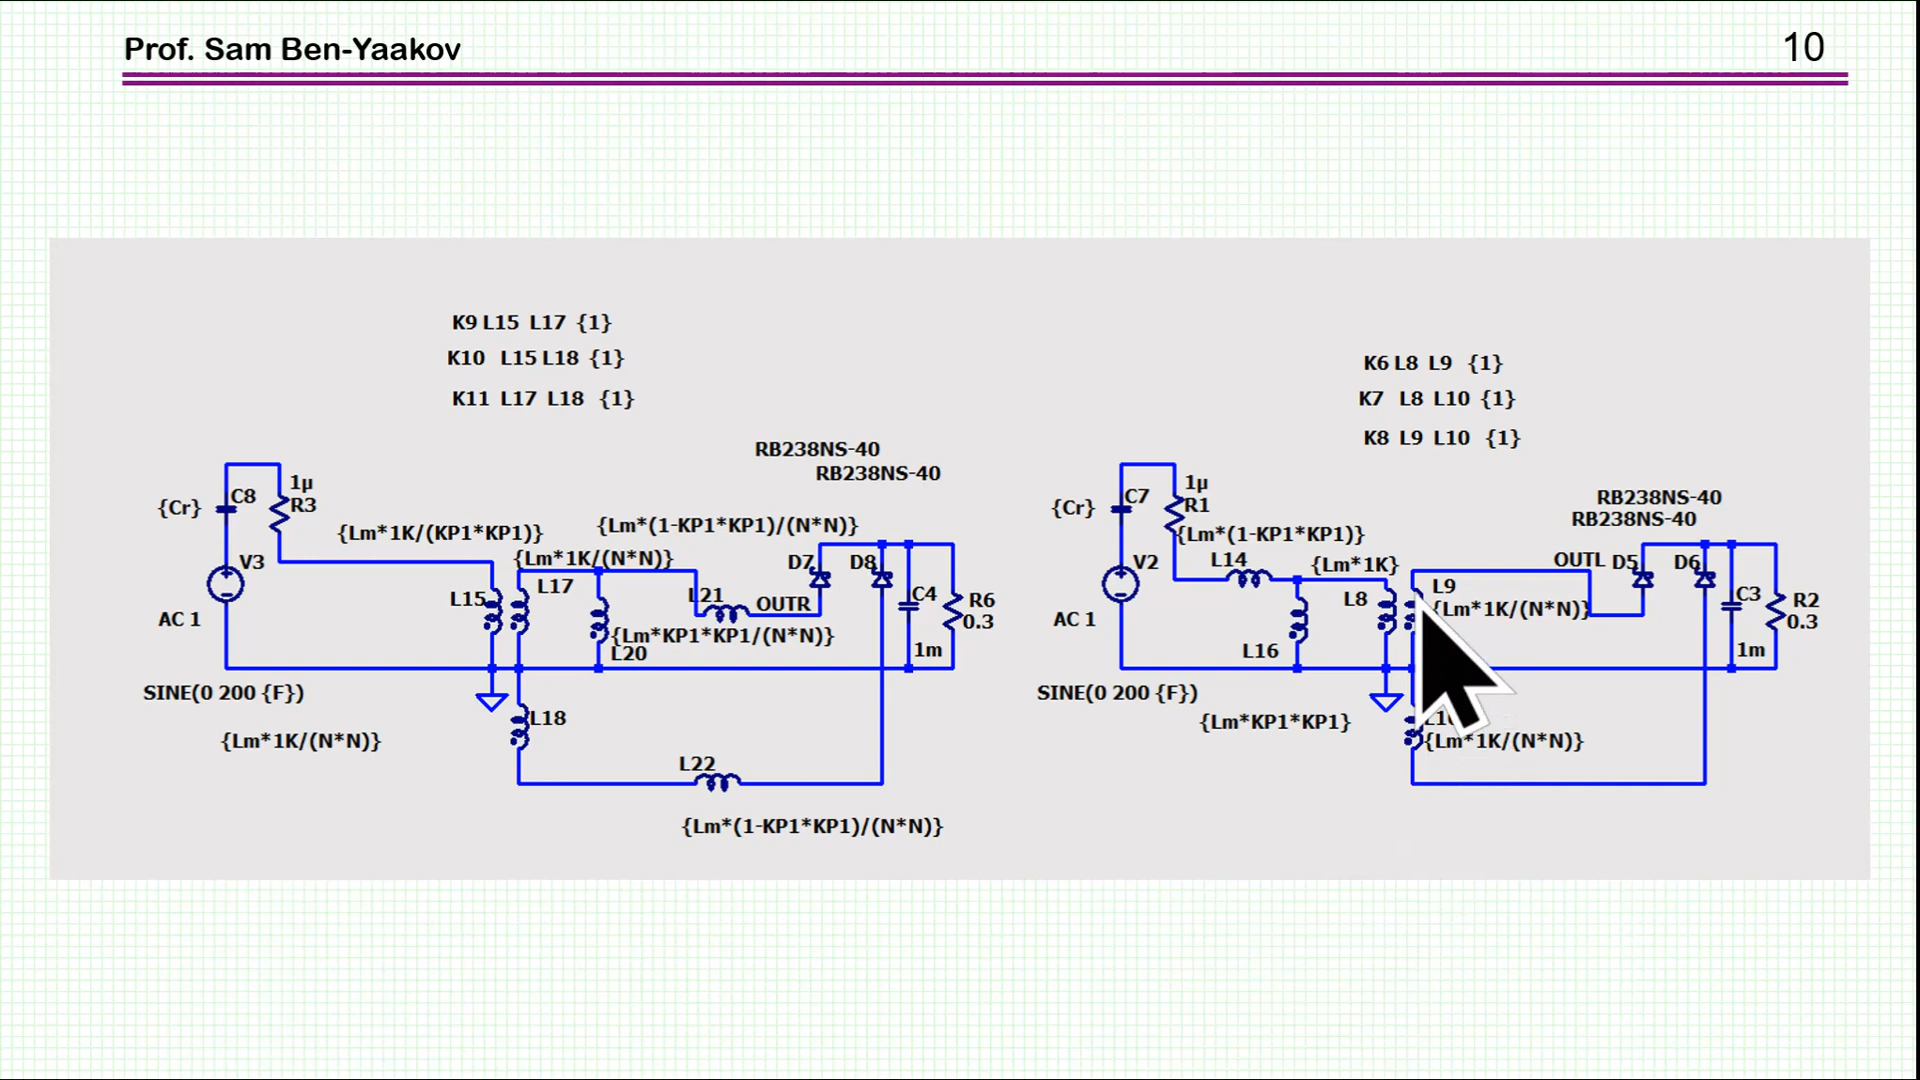 Prof. Sam Ben-Yaakov
10
K9 L15 L17 {1}
K10 L15 L18 {1}
K11 L17 L18 {1}
RB238NS-40
RB238NS-40
{Cr}
C8
1µ
R3
{Lm*1K/(KP1*KP1)}
{Lm*(1-KP1*KP1)/(N*N)}
{Lm*1K/(N*N)}
V3
AC 1
L15
L17
L21
OUTR
D7
D8
C4
R6
0.3
{Lm*KP1*KP1/(N*N)}
L20
1m
SINE(0 200 {F})
L18
{Lm*1K/(N*N)}
L22
{Lm*(1-KP1*KP1)/(N*N)}
K6 L8 L9 {1}
K7 L8 L10 {1}
K8 L9 L10 {1}
RB238NS-40
RB238NS-40
{Cr}
C7
1µ
R1
{Lm*(1-KP1*KP1)}
L14
{Lm*1K}
V2
AC 1
OUTL
D5
D6
L8
L9
{Lm*1K/(N*N)}
C3
R2
0.3
L16
1m
SINE(0 200 {F})
{Lm*KP1*KP1}
{Lm*1K/(N*N)}